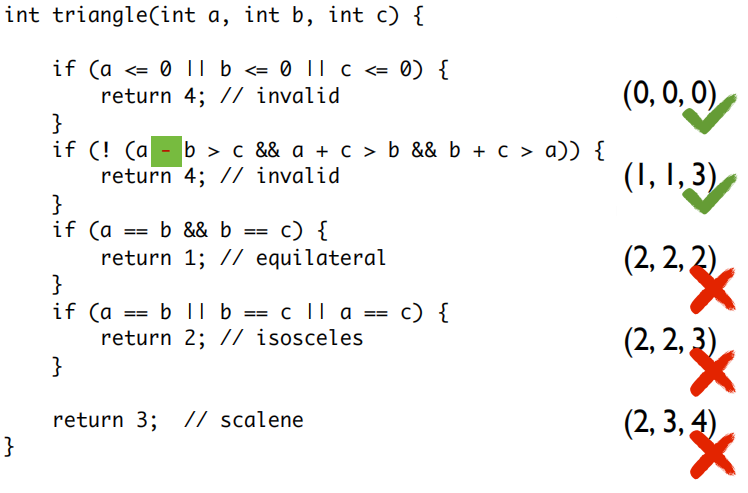 int triangle(int a, int b, int c) {
if (a <= 0 || b <= 0 || c <= 0) {
return 4; // invalid
(0, 0, 0)
}
if (! (a - b > c && a + c > b && b + c > a)) {
return 4; // invalid
(1, 1, 3)
}
if (a == b && b == c) {
return 1; // equilateral
(2, 2, 2)
}
if (a == b || b == c || a == c) {
return 2; // isosceles
(2, 2, 3)
}
return 3;  // scalene
(2, 3, 4)
}